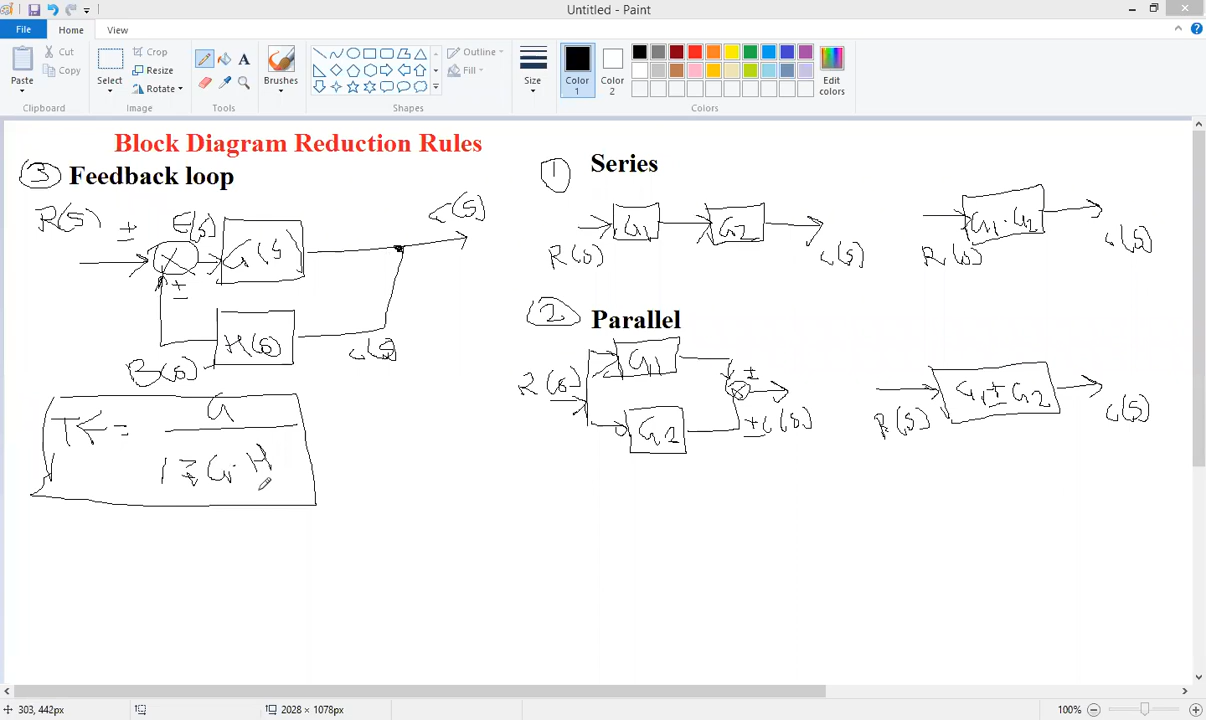 Untitled - Paint
File
Home
View
Paste
Cut
Copy
Clipboard
Select
Crop
Resize
Rotate
Image
A
Tools
Brushes
Outline
Fill
Shapes
Size
Color 1
Color 2
Edit colors
Colors
Block Diagram Reduction Rules
③ Feedback loop
R(S) ±
E(s)
C(S)
G(S)
±
H(S)
B(S)
C(S)
T = G
1 ∓ G·H
① Series
G1
G2
R(S)
C(S)
G1·G2
R(S)
C(S)
② Parallel
R(S)
G1
G2
±
± C(S)
G1 ± G2
R(S)
C(S)
303, 442px
2028 × 1078px
100%